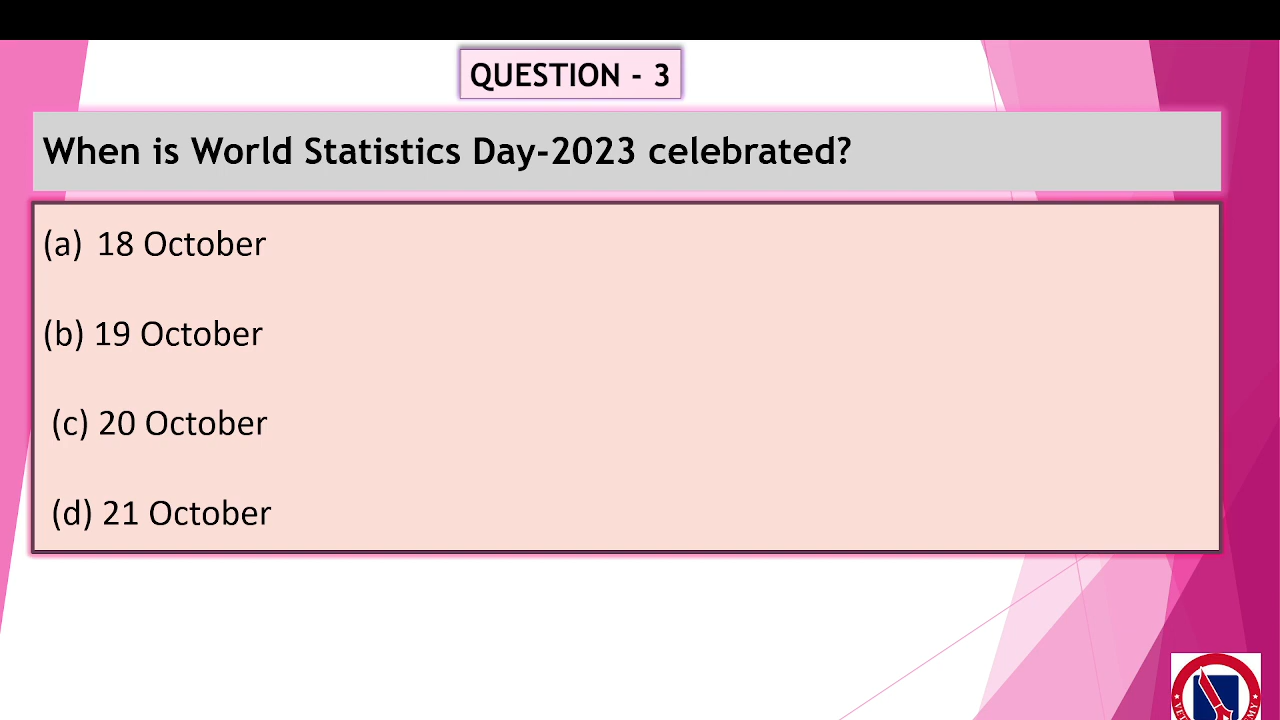 QUESTION - 3
When is World Statistics Day-2023 celebrated?
(a) 18 October
(b) 19 October
(c) 20 October
(d) 21 October